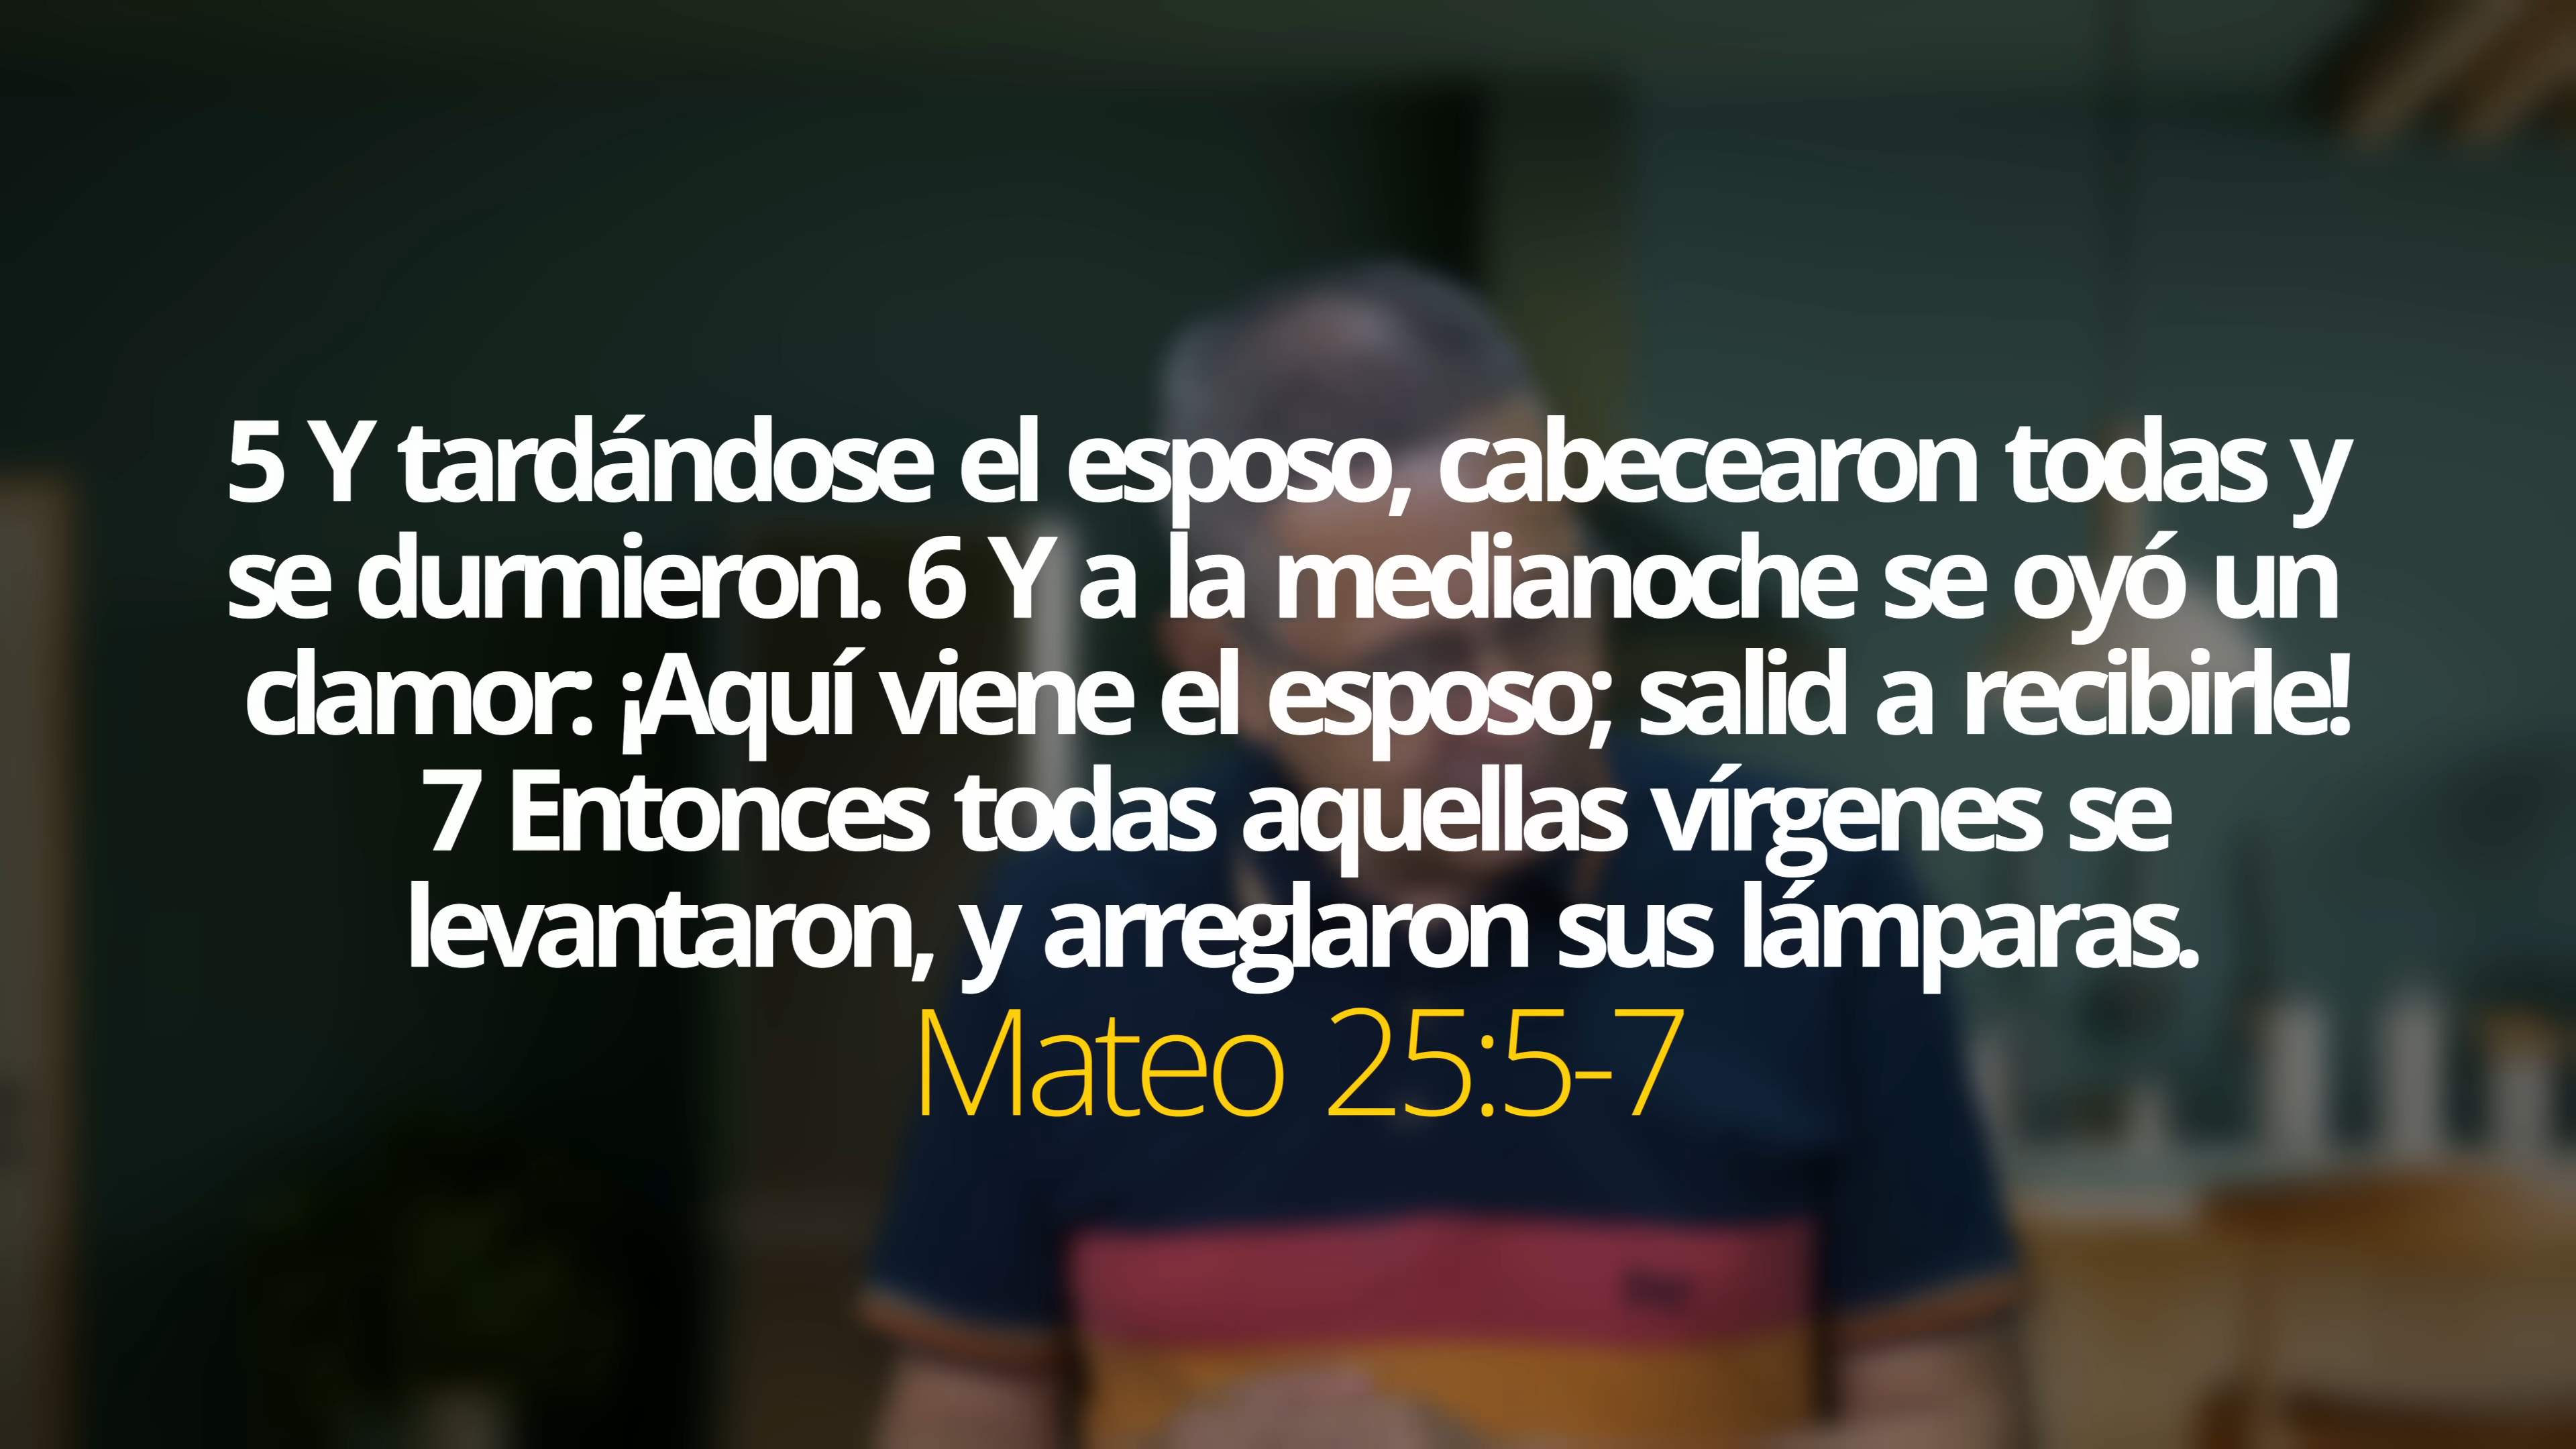 5 Y tardándose el esposo, cabecearon todas y
se durmieron. 6 Y a la medianoche se oyó un
clamor: ¡Aquí viene el esposo; salid a recibirle!
7 Entonces todas aquellas vírgenes se
levantaron, y arreglaron sus lámparas.
Mateo 25:5-7